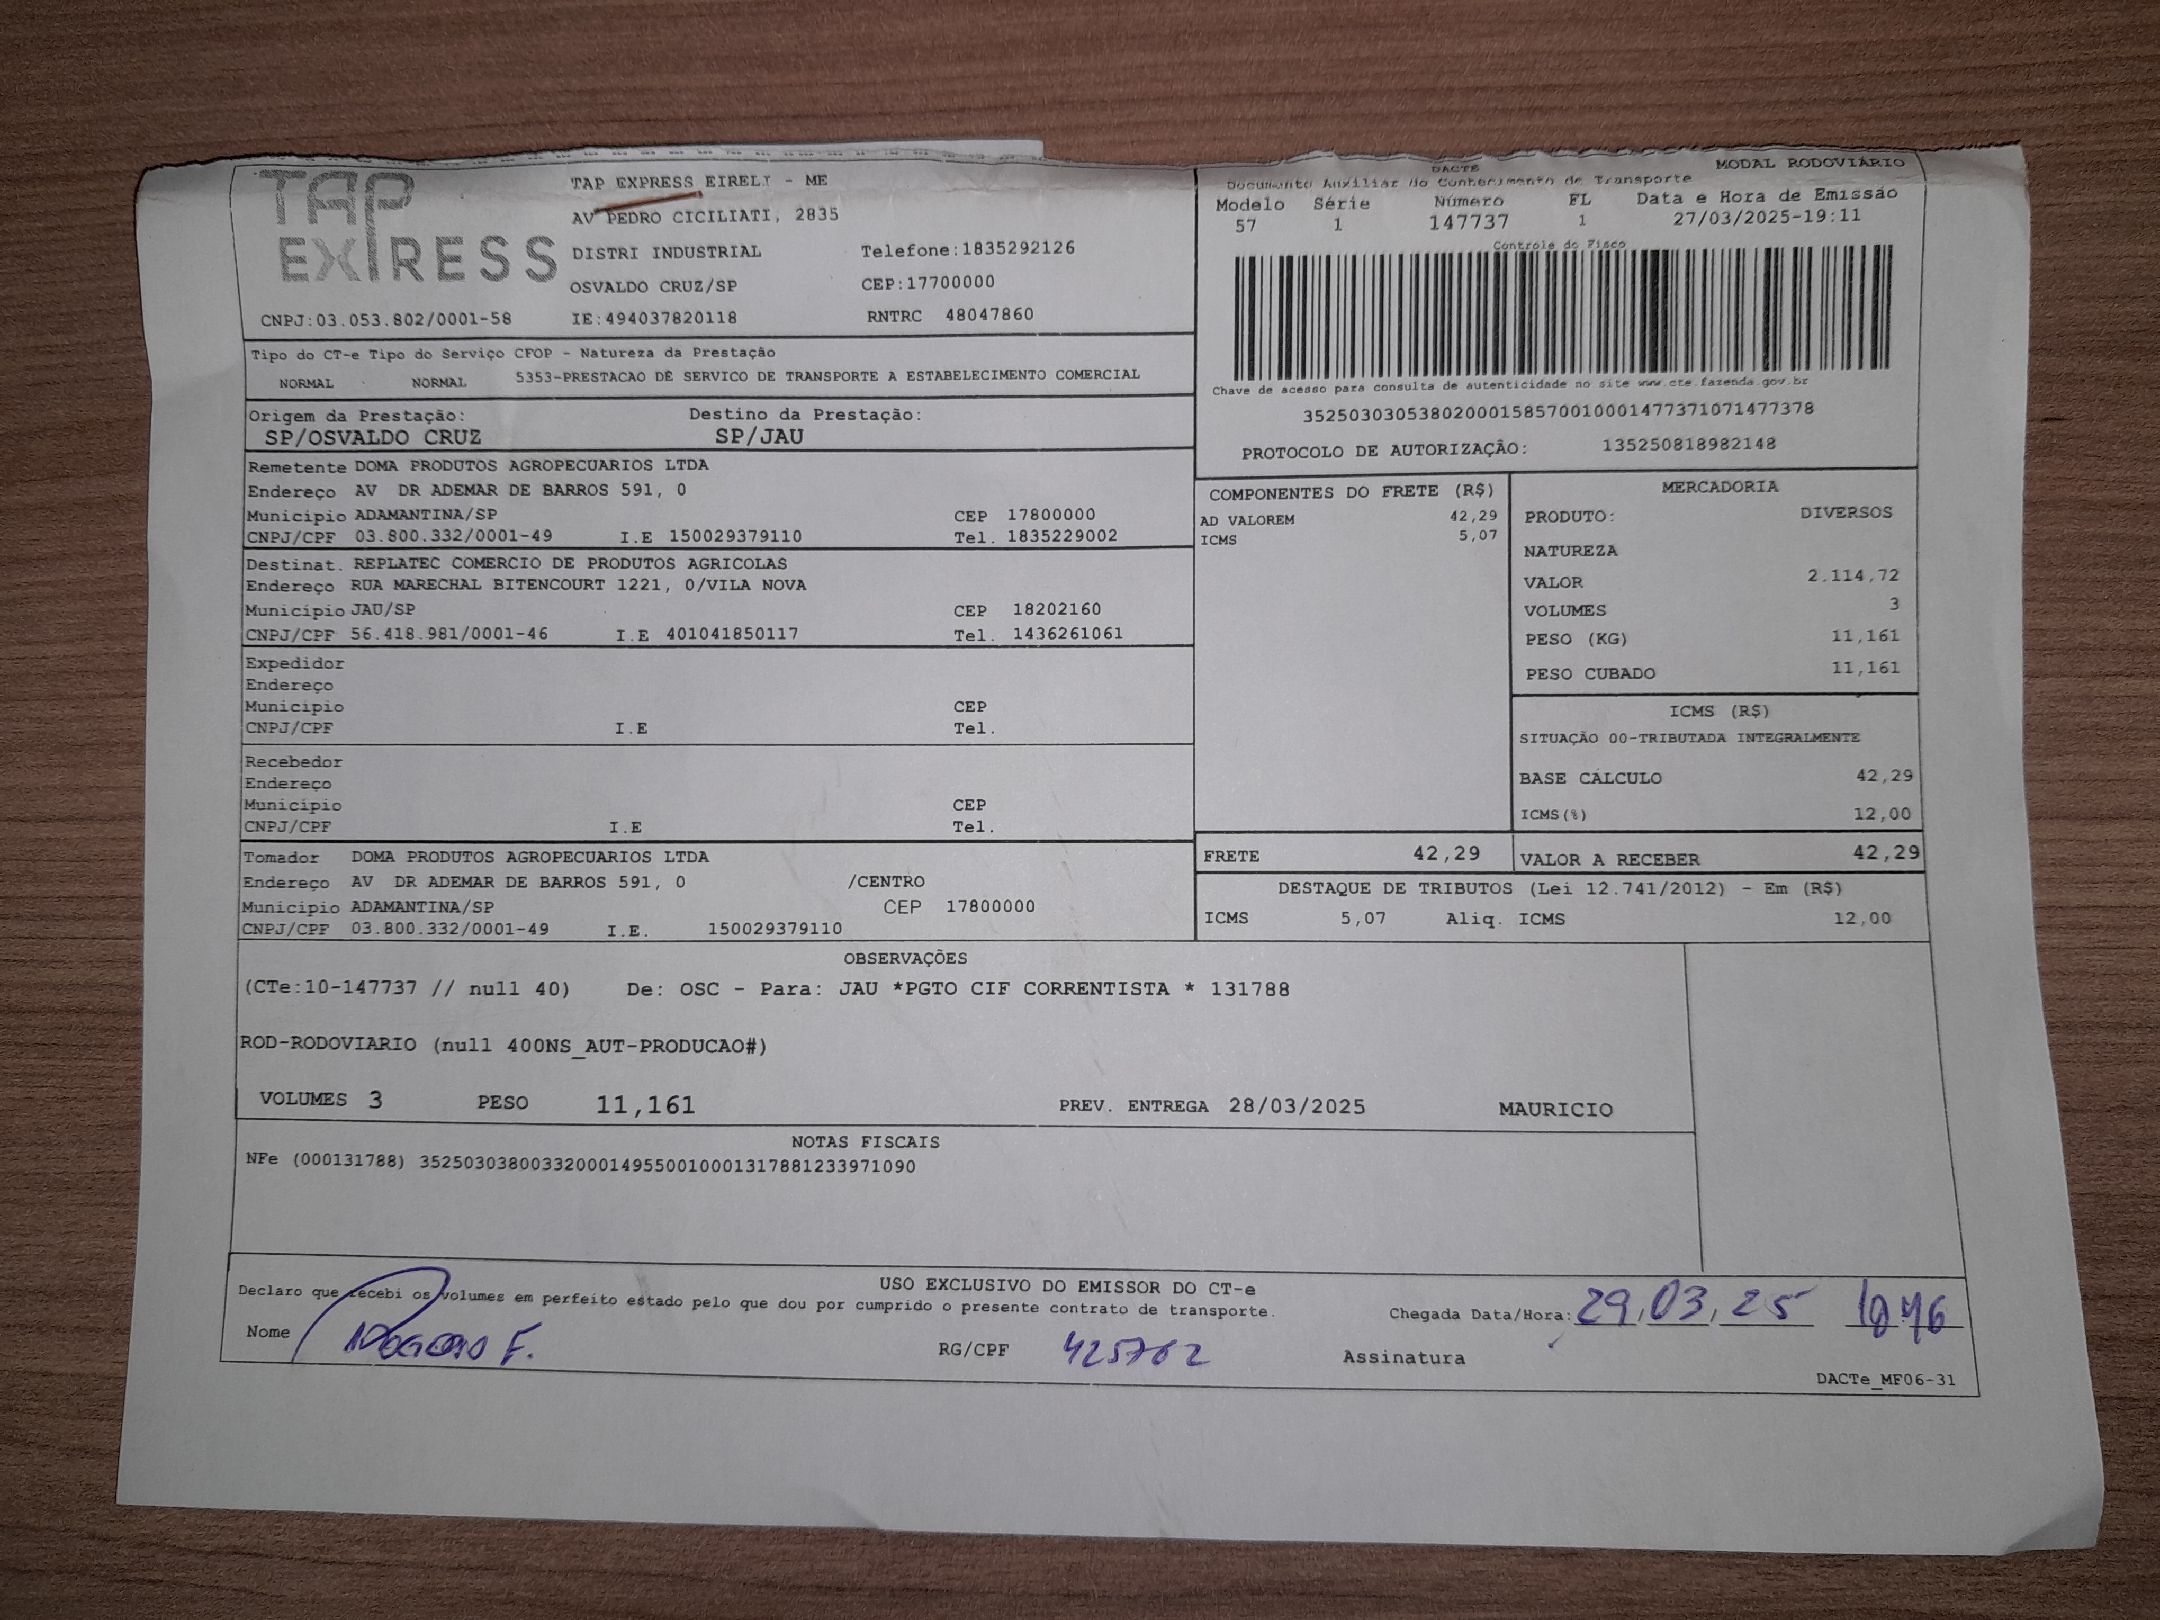 TAP
EXPRESS
TAP EXPRESS EIRELI - ME
AV PEDRO CICILIATI, 2835
DISTRI INDUSTRIAL Telefone:1835292126
OSVALDO CRUZ/SP CEP:17700000
CNPJ:03.053.802/0001-58 IE:494037820118 RNTRC 48047860
DACTE MODAL RODOVIÁRIO
Documento Auxiliar do Conhecimento de Transporte
Modelo Série Número FL Data e Hora de Emissão
57 1 147737 1 27/03/2025-19:11
Controle do Fisco
Chave de acesso para consulta de autenticidade no site www.cte.fazenda.gov.br
35250303053802000158570010001477371071477378
PROTOCOLO DE AUTORIZAÇÃO: 135250818982148
Tipo do CT-e Tipo do Serviço CFOP - Natureza da Prestação
NORMAL NORMAL 5353-PRESTACAO DE SERVICO DE TRANSPORTE A ESTABELECIMENTO COMERCIAL
Origem da Prestação: Destino da Prestação:
SP/OSVALDO CRUZ SP/JAU
Remetente DOMA PRODUTOS AGROPECUARIOS LTDA
Endereço AV DR ADEMAR DE BARROS 591, 0
Município ADAMANTINA/SP CEP 17800000
CNPJ/CPF 03.800.332/0001-49 I.E 150029379110 Tel. 1835229002
Destinat. REPLATEC COMERCIO DE PRODUTOS AGRICOLAS
Endereço RUA MARECHAL BITENCOURT 1221, 0/VILA NOVA
Município JAU/SP CEP 18202160
CNPJ/CPF 56.418.981/0001-46 I.E 401041850117 Tel. 1436261061
Expedidor
Endereço
Município CEP
CNPJ/CPF I.E Tel.
Recebedor
Endereço
Município CEP
CNPJ/CPF I.E Tel.
Tomador DOMA PRODUTOS AGROPECUARIOS LTDA
Endereço AV DR ADEMAR DE BARROS 591, 0 /CENTRO
Município ADAMANTINA/SP CEP 17800000
CNPJ/CPF 03.800.332/0001-49 I.E. 150029379110
COMPONENTES DO FRETE (R$)
AD VALOREM 42,29
ICMS 5,07
MERCADORIA
PRODUTO: DIVERSOS
NATUREZA
VALOR 2.114,72
VOLUMES 3
PESO (KG) 11,161
PESO CUBADO 11,161
ICMS (R$)
SITUAÇÃO 00-TRIBUTADA INTEGRALMENTE
BASE CÁLCULO 42,29
ICMS(%) 12,00
FRETE 42,29 VALOR A RECEBER 42,29
DESTAQUE DE TRIBUTOS (Lei 12.741/2012) - Em (R$)
ICMS 5,07 Aliq. ICMS 12,00
OBSERVAÇÕES
(CTe:10-147737 // null 40) De: OSC - Para: JAU *PGTO CIF CORRENTISTA * 131788
ROD-RODOVIARIO (null 400NS_AUT-PRODUCAO#)
VOLUMES 3 PESO 11,161 PREV. ENTREGA 28/03/2025 MAURICIO
NOTAS FISCAIS
NFe (000131788) 35250303800332000149550010001317881233971090
USO EXCLUSIVO DO EMISSOR DO CT-e
Declaro que recebi os volumes em perfeito estado pelo que dou por cumprido o presente contrato de transporte.
Chegada Data/Hora: 29,03,25
Nome F. RG/CPF 425762 Assinatura
DACTe_MF06-31